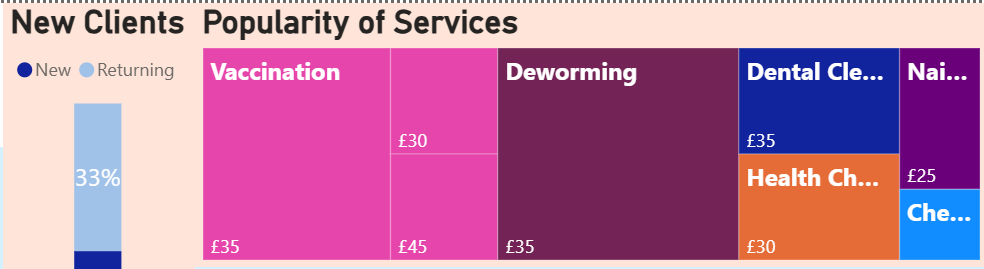 New Clients
Popularity of Services
New
Returning
33%
Vaccination
£35
£30
£45
Deworming
£35
Dental Cle...
£35
Health Ch...
£30
Nai...
£25
Che...